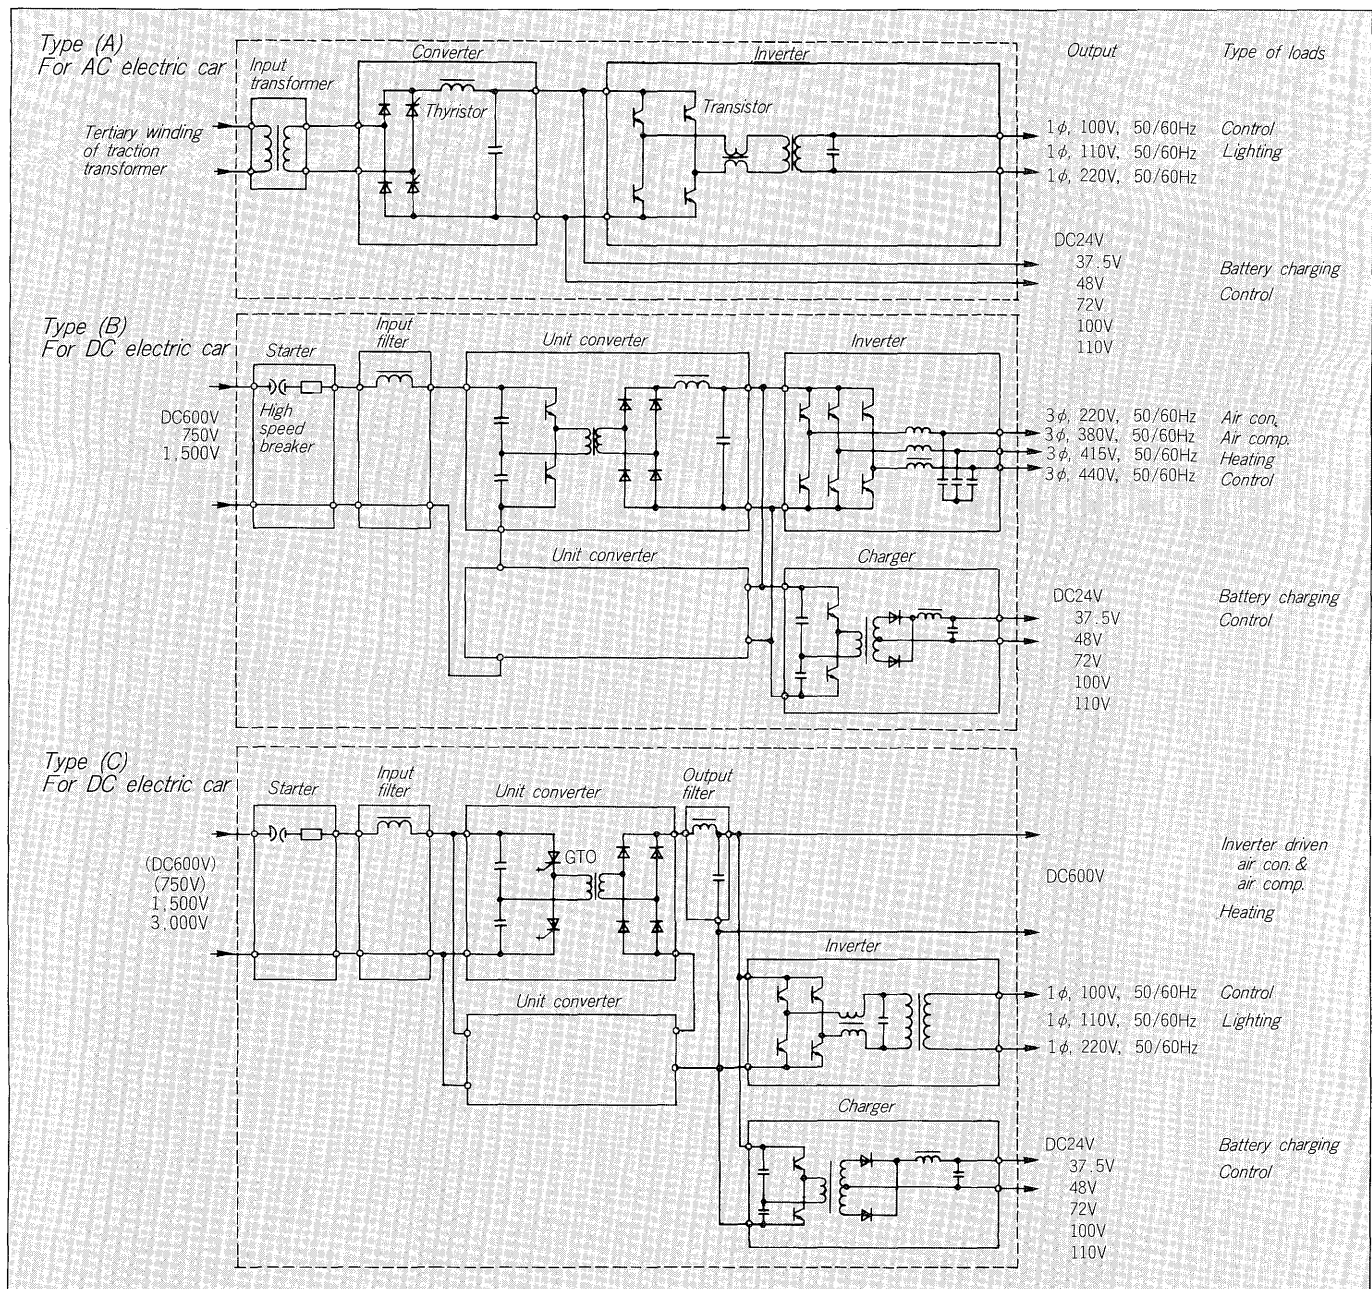 Type (A)
For AC electric car
Input
transformer
Converter
Inverter
Output
Type of loads
Thyristor
Transistor
Tertiary winding
of traction
transformer
1φ, 100V, 50/60Hz Control
1φ, 110V, 50/60Hz Lighting
1φ, 220V, 50/60Hz
DC24V
37.5V
48V
72V
100V
110V
Battery charging
Control
Type (B)
For DC electric car
Starter
Input
filter
Unit converter
Inverter
High
speed
breaker
DC600V
750V
1,500V
3φ, 220V, 50/60Hz Air con.
3φ, 380V, 50/60Hz Air comp.
3φ, 415V, 50/60Hz Heating
3φ, 440V, 50/60Hz Control
Unit converter
Charger
DC24V
37.5V
48V
72V
100V
110V
Battery charging
Control
Type (C)
For DC electric car
Starter
Input
filter
Unit converter
Output
filter
GTO
(DC600V)
(750V)
1,500V
3,000V
DC600V
Inverter driven
air con. &
air comp.
Heating
Unit converter
Inverter
1φ, 100V, 50/60Hz Control
1φ, 110V, 50/60Hz Lighting
1φ, 220V, 50/60Hz
Charger
DC24V
37.5V
48V
72V
100V
110V
Battery charging
Control